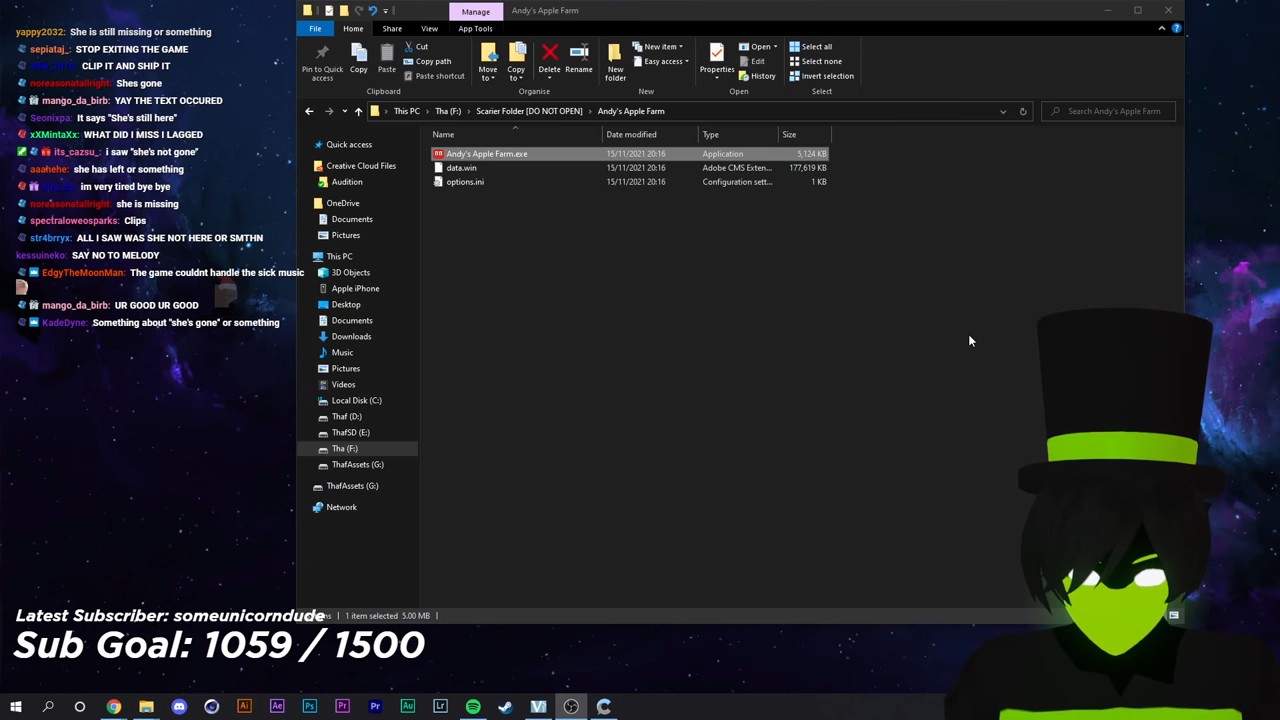 yappy2032: She is still missing or something
sepiataj_: STOP EXITING THE GAME
CLIP IT AND SHIP IT
noreasonatallright: Shes gone
mango_da_birb: YAY THE TEXT OCCURED
Seonixpa: It says "She's still here"
xXMintaXx: WHAT DID I MISS I LAGGED
its_cazsu_: i saw "she's not gone"
aaahehe: she has left or something
im very tired bye bye
noreasonatallright: she is missing
spectraloweosparks: Clips
str4brryx: ALL I SAW WAS SHE NOT HERE OR SMTHN
kessuineko: SAY NO TO MELODY
EdgyTheMoonMan: The game couldnt handle the sick music
mango_da_birb: UR GOOD UR GOOD
KadeDyne: Something about "she's gone" or something
Manage
Andy's Apple Farm
File
Home
Share
View
App Tools
Pin to Quick access
Copy
Paste
Cut
Copy path
Paste shortcut
Clipboard
Move to
Copy to
Delete
Rename
Organise
New folder
New item
Easy access
New
Properties
Open
Edit
History
Open
Select all
Select none
Invert selection
Select
This PC
Tha (F:)
Scarier Folder [DO NOT OPEN]
Andy's Apple Farm
Search Andy's Apple Farm
Name
Date modified
Type
Size
Andy's Apple Farm.exe 15/11/2021 20:16 Application 5,124 KB
data.win 15/11/2021 20:16 Adobe CMS Exten... 177,619 KB
options.ini 15/11/2021 20:16 Configuration sett... 1 KB
Quick access
Creative Cloud Files
Audition
OneDrive
Documents
Pictures
This PC
3D Objects
Apple iPhone
Desktop
Documents
Downloads
Music
Pictures
Videos
Local Disk (C:)
Thaf (D:)
ThafSD (E:)
Tha (F:)
ThafAssets (G:)
ThafAssets (G:)
Network
1 item selected 5.00 MB
Latest Subscriber: someunicorndude
Sub Goal: 1059 / 1500
Ai
Ae
Ps
Pr
Pr
Au
Lr